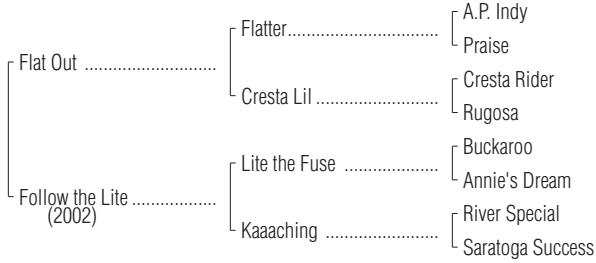 A.P. Indy
Flatter
Praise
Flat Out
Cresta Rider
Cresta Lil
Rugosa
Buckaroo
Lite the Fuse
Annie's Dream
Follow the Lite
(2002)
River Special
Kaaaching
Saratoga Success